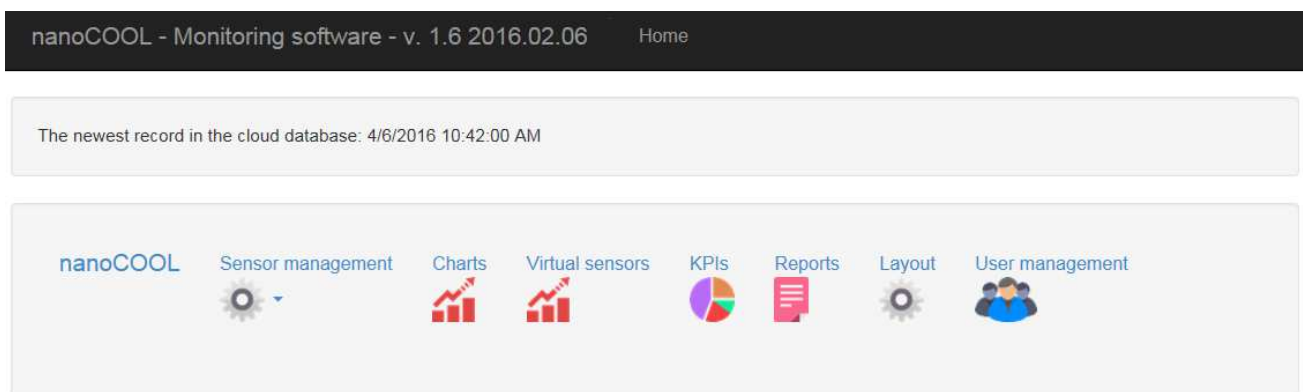 nanoCOOL - Monitoring software - v. 1.6 2016.02.06 Home
The newest record in the cloud database: 4/6/2016 10:42:00 AM
nanoCOOL Sensor management Charts Virtual sensors KPIs Reports Layout User management